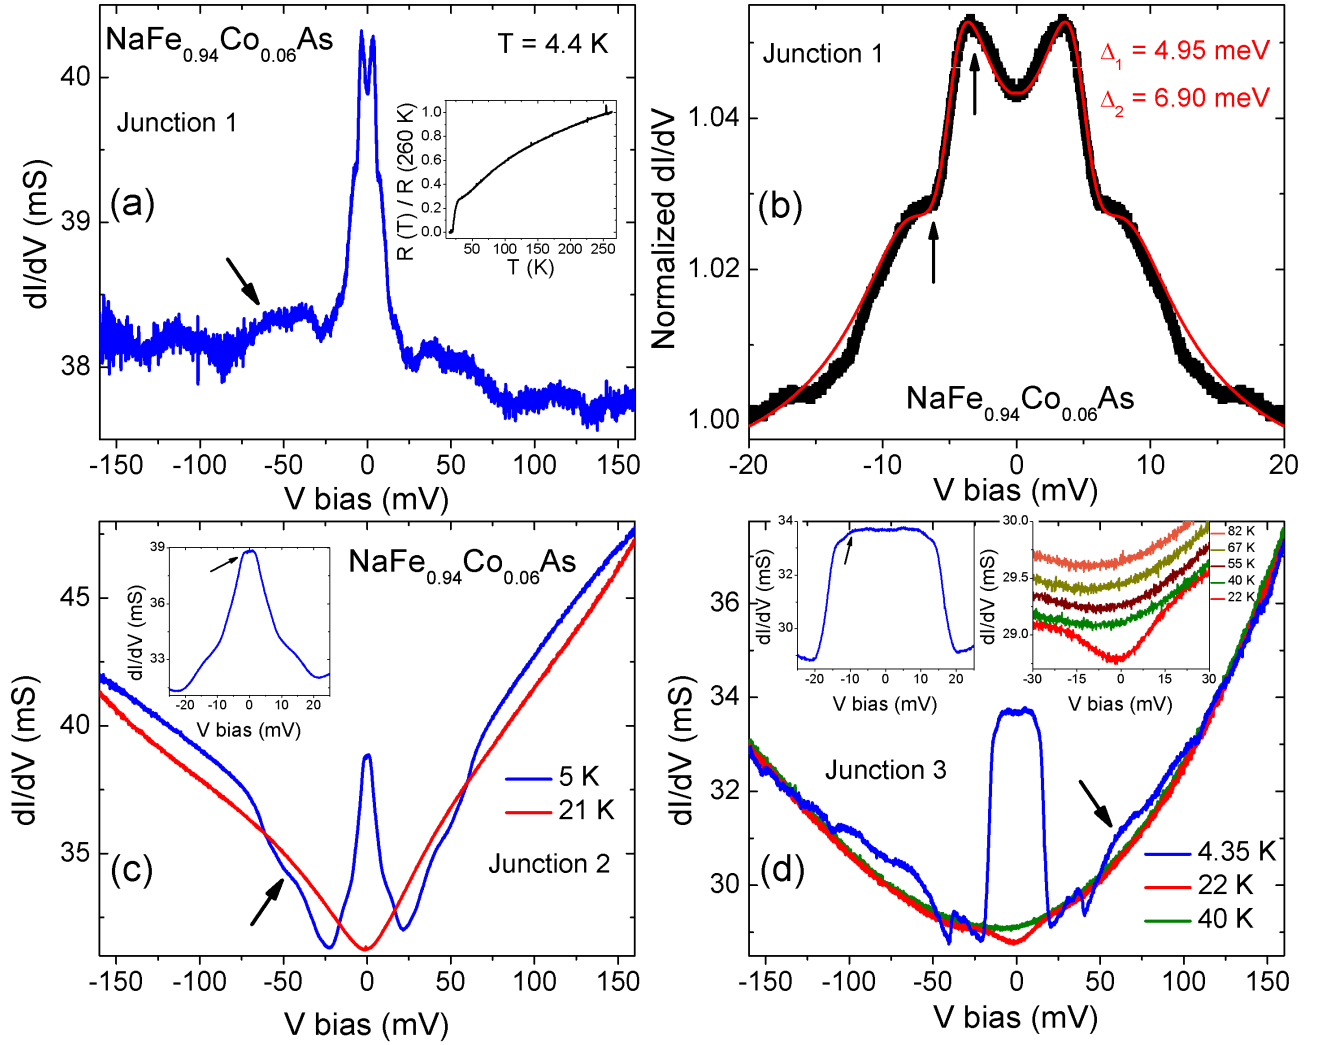 NaFe0.94Co0.06As
T = 4.4 K
Junction 1
(a)
dI/dV (mS)
40
39
38
-150 -100 -50 0 50 100 150
V bias (mV)
R (T) / R (260 K)
1.0
0.8
0.6
0.4
0.2
0.0
50 100 150 200 250
T (K)
Junction 1
Δ1 = 4.95 meV
Δ2 = 6.90 meV
(b)
Normalized dI/dV
1.04
1.02
1.00
NaFe0.94Co0.06As
-20 -10 0 10 20
V bias (mV)
NaFe0.94Co0.06As
dI/dV (mS)
45
40
35
39
36
33
dI/dV (mS)
-20 -10 0 10 20
V bias (mV)
5 K
21 K
(c)
Junction 2
-150 -100 -50 0 50 100 150
V bias (mV)
dI/dV (mS)
36
34
32
30
34
32
30
dI/dV (mS)
-20 -10 0 10 20
V bias (mV)
30.0
29.5
29.0
dI/dV (mS)
82 K
67 K
55 K
40 K
22 K
-30 -15 0 15 30
V bias (mV)
Junction 3
(d)
4.35 K
22 K
40 K
-150 -100 -50 0 50 100 150
V bias (mV)